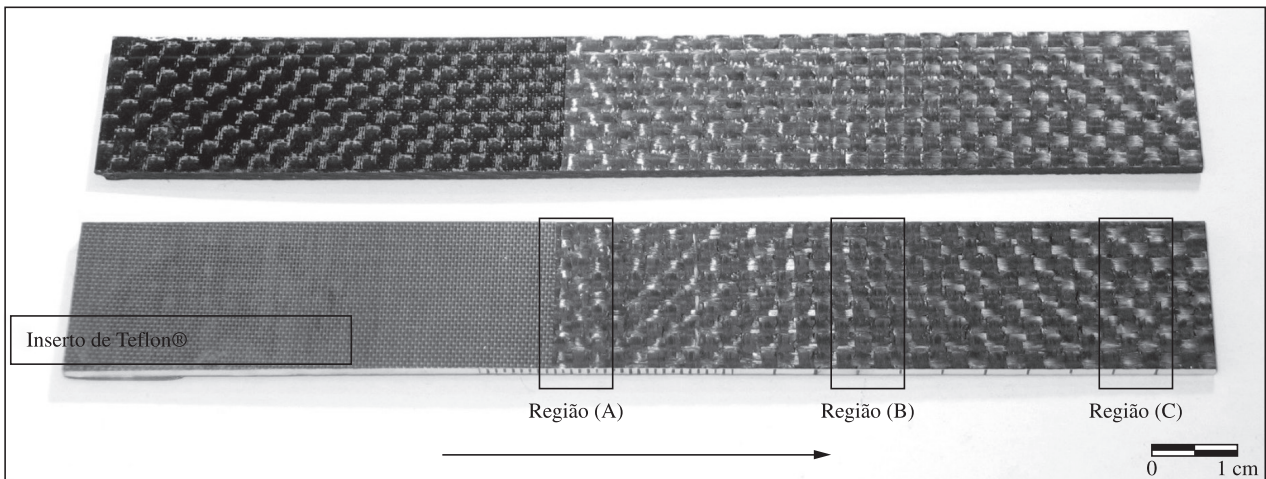 Inserto de Teflon®
Região (A)
Região (B)
Região (C)
0 1 cm